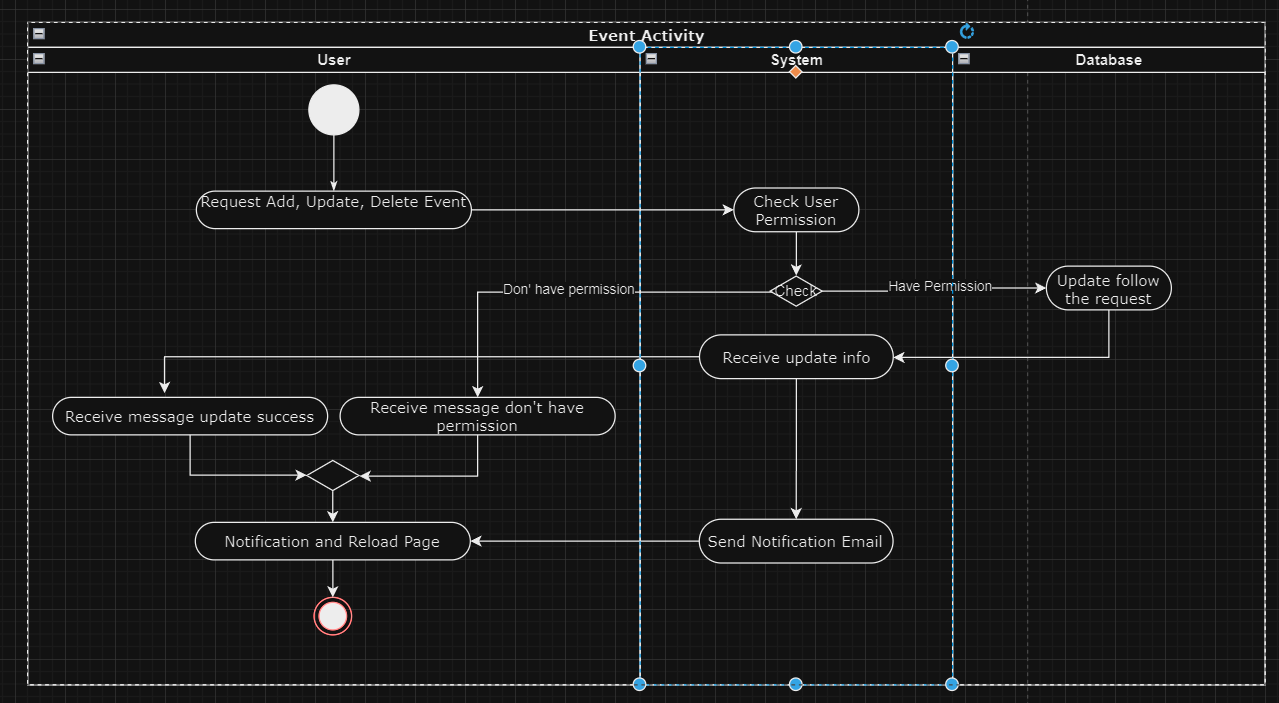 Event Activity
User
System
Database
Request Add, Update, Delete Event
Check User
Permission
Check
Don' have permission
Have Permission
Update follow
the request
Receive update info
Receive message update success
Receive message don't have
permission
Notification and Reload Page
Send Notification Email